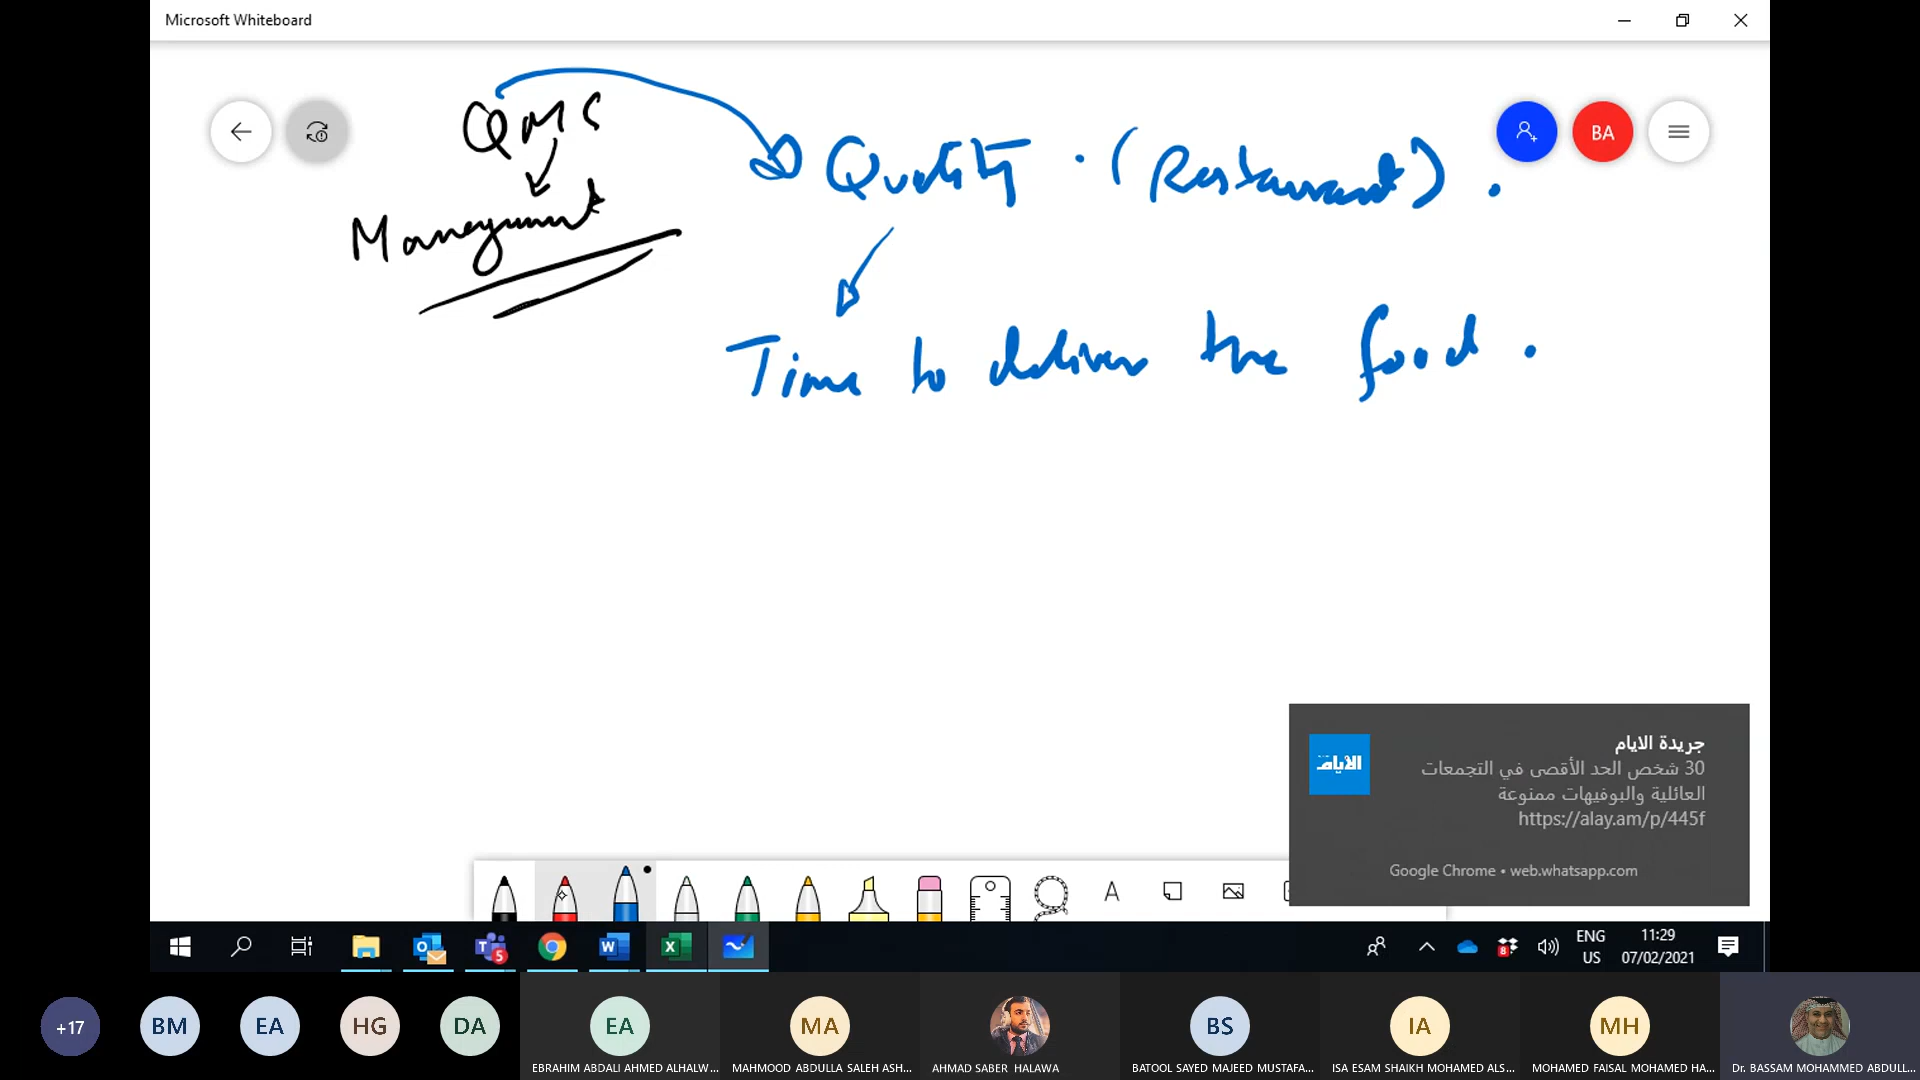 Microsoft Whiteboard
QMS
Management
Quality . (Restaurant) .
Time to deliver the food .
BA
A
جريدة الايام
30 شخص الحد الأقصى في التجمعات
العائلية والبوفيهات ممنوعة
https://alay.am/p/445f
Google Chrome • web.whatsapp.com
الأيام
5
8
ENG
US
11:29
07/02/2021
+17
BM
EA
HG
DA
EA
MA
BS
IA
MH
EBRAHIM ABDALI AHMED ALHALW...
MAHMOOD ABDULLA SALEH ASH...
AHMAD SABER HALAWA
BATOOL SAYED MAJEED MUSTAFA...
ISA ESAM SHAIKH MOHAMED ALS...
MOHAMED FAISAL MOHAMED HA...
Dr. BASSAM MOHAMMED ABDULL...